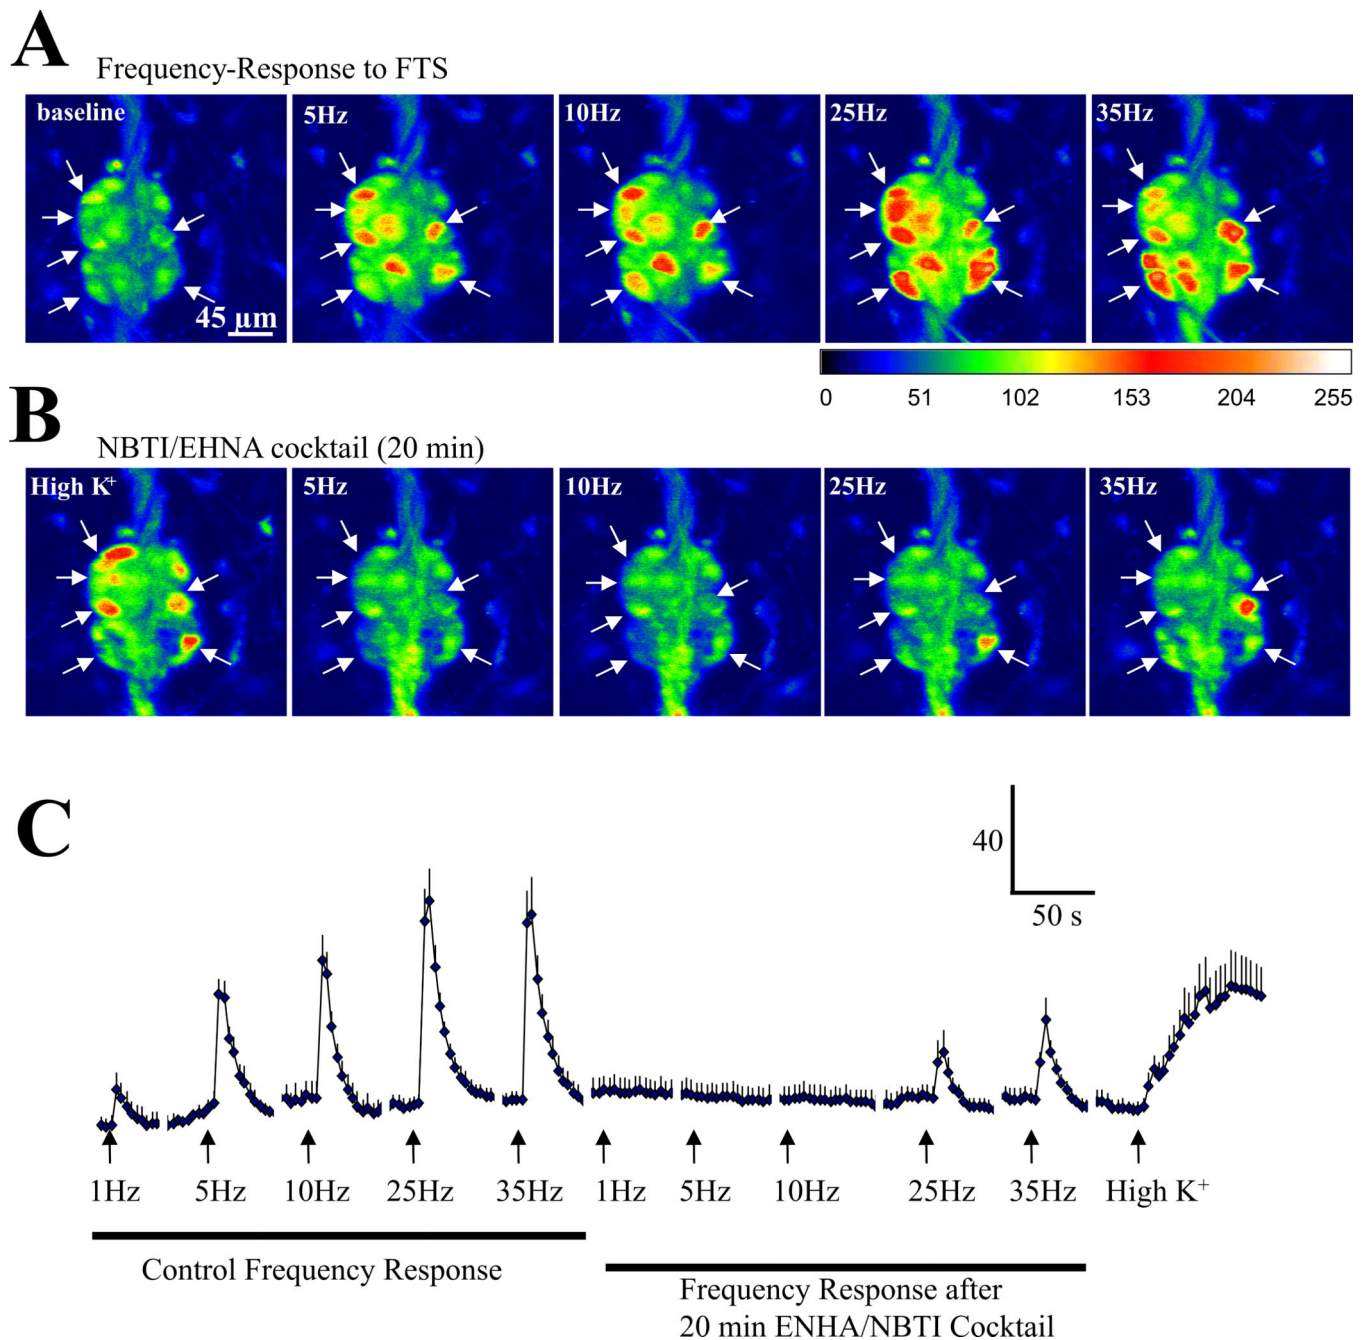 A
Frequency-Response to FTS
baseline
5Hz
10Hz
25Hz
35Hz
45 µm
0 51 102 153 204 255
B
NBTI/EHNA cocktail (20 min)
High K⁺
5Hz
10Hz
25Hz
35Hz
C
40
50 s
1Hz 5Hz 10Hz 25Hz 35Hz 1Hz 5Hz 10Hz 25Hz 35Hz High K⁺
Control Frequency Response
Frequency Response after
20 min ENHA/NBTI Cocktail